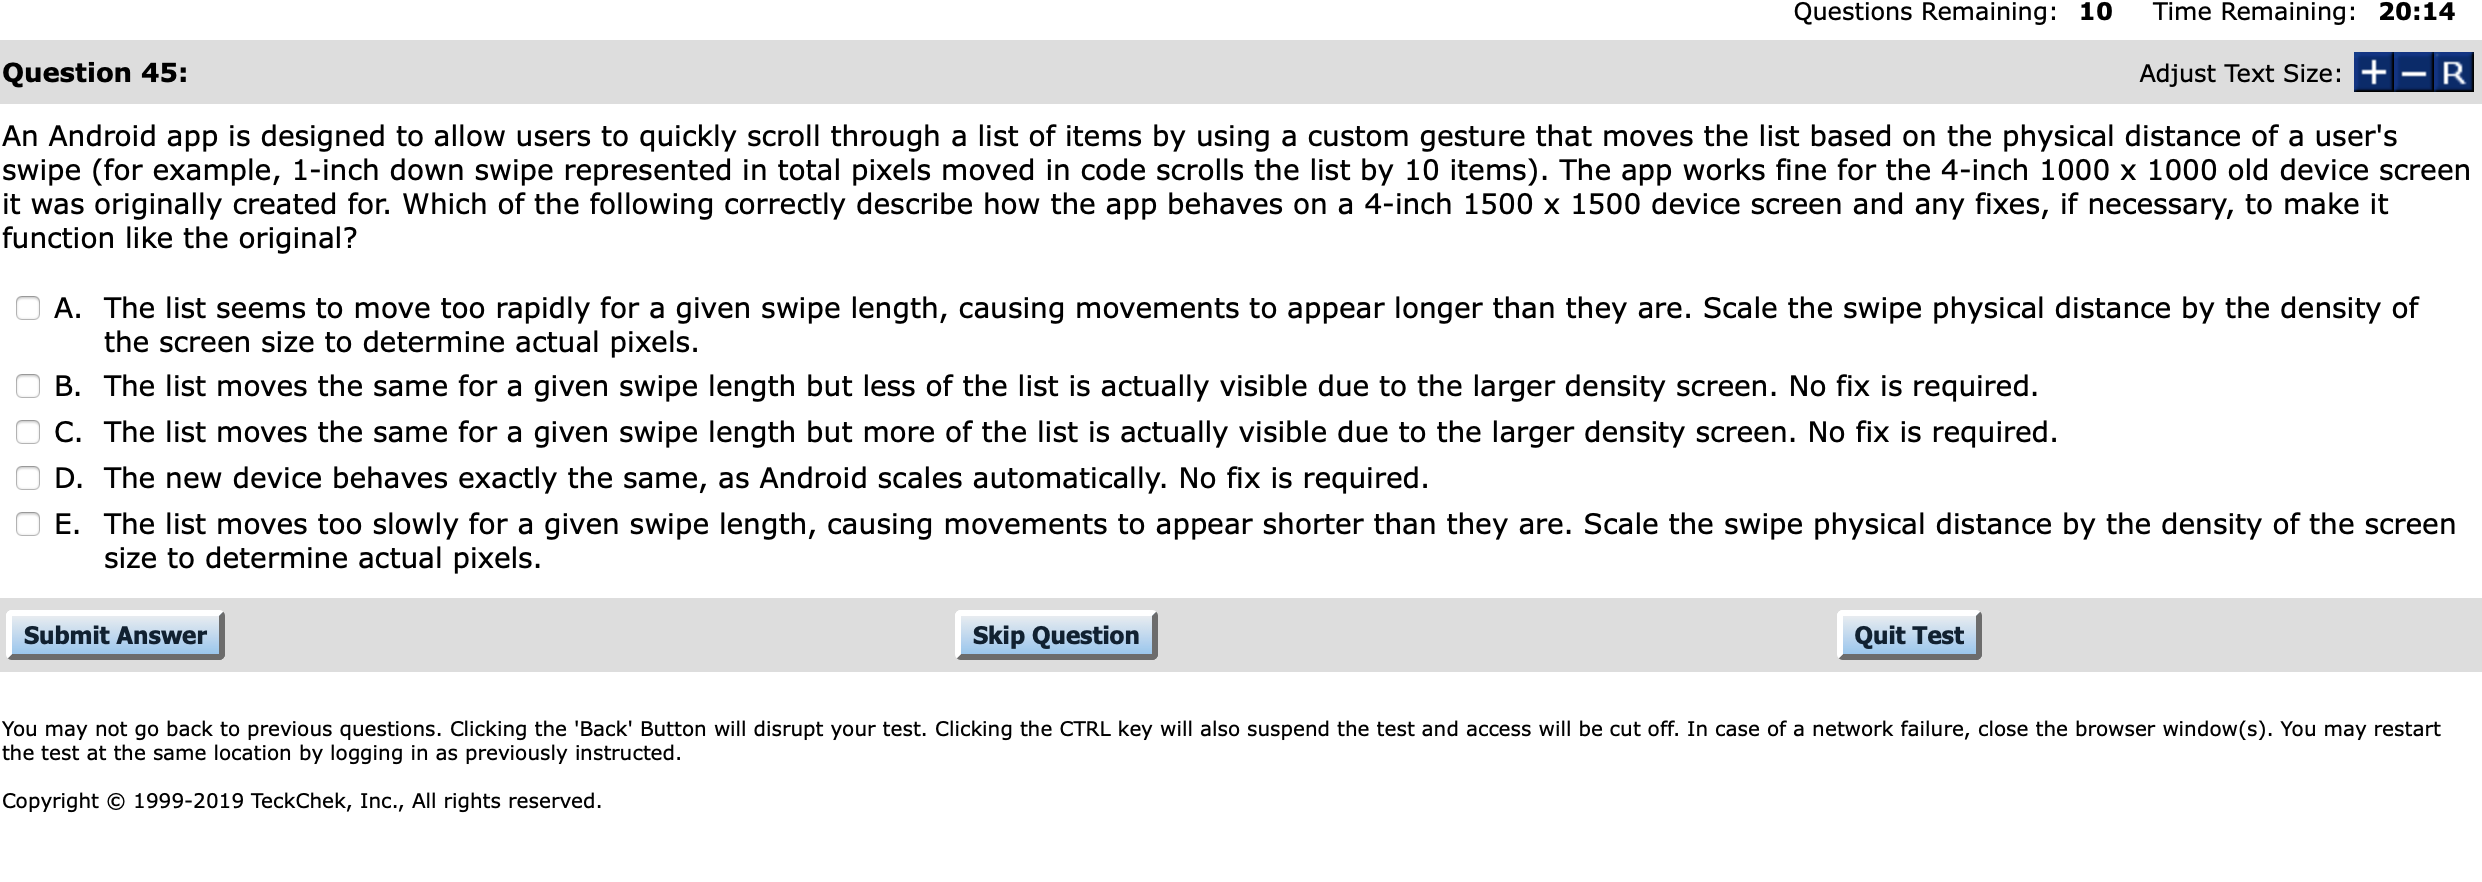 Questions Remaining: 10 Time Remaining: 20:14
Question 45:
Adjust Text Size: + − R
An Android app is designed to allow users to quickly scroll through a list of items by using a custom gesture that moves the list based on the physical distance of a user's
swipe (for example, 1-inch down swipe represented in total pixels moved in code scrolls the list by 10 items). The app works fine for the 4-inch 1000 x 1000 old device screen
it was originally created for. Which of the following correctly describe how the app behaves on a 4-inch 1500 x 1500 device screen and any fixes, if necessary, to make it
function like the original?
A. The list seems to move too rapidly for a given swipe length, causing movements to appear longer than they are. Scale the swipe physical distance by the density of
the screen size to determine actual pixels.
B. The list moves the same for a given swipe length but less of the list is actually visible due to the larger density screen. No fix is required.
C. The list moves the same for a given swipe length but more of the list is actually visible due to the larger density screen. No fix is required.
D. The new device behaves exactly the same, as Android scales automatically. No fix is required.
E. The list moves too slowly for a given swipe length, causing movements to appear shorter than they are. Scale the swipe physical distance by the density of the screen
size to determine actual pixels.
Submit Answer
Skip Question
Quit Test
You may not go back to previous questions. Clicking the 'Back' Button will disrupt your test. Clicking the CTRL key will also suspend the test and access will be cut off. In case of a network failure, close the browser window(s). You may restart
the test at the same location by logging in as previously instructed.
Copyright © 1999-2019 TeckChek, Inc., All rights reserved.